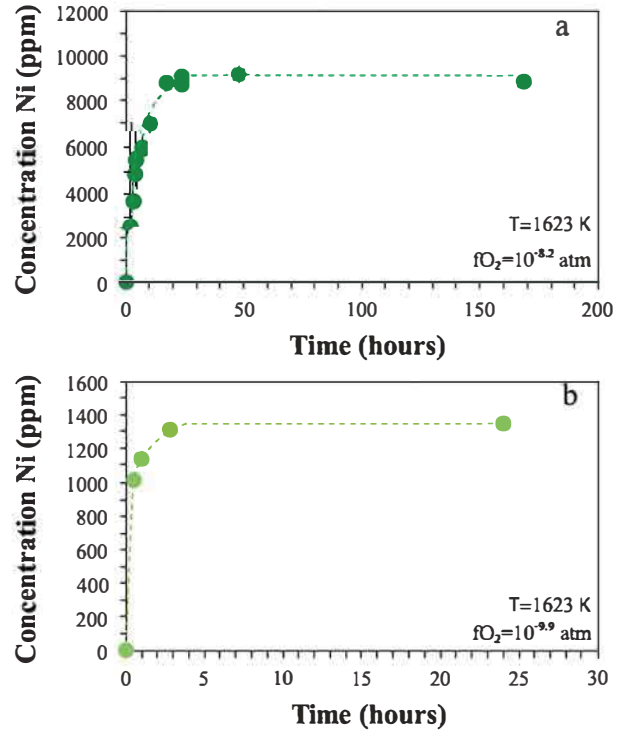 a
12000
10000
8000
6000
4000
2000
0
Concentration Ni (ppm)
T=1623 K
fO₂=10⁻⁸·² atm
0 50 100 150 200
Time (hours)
b
1600
1400
1200
1000
800
600
400
200
0
Concentration Ni (ppm)
T=1623 K
fO₂=10⁻⁹·⁹ atm
0 5 10 15 20 25 30
Time (hours)